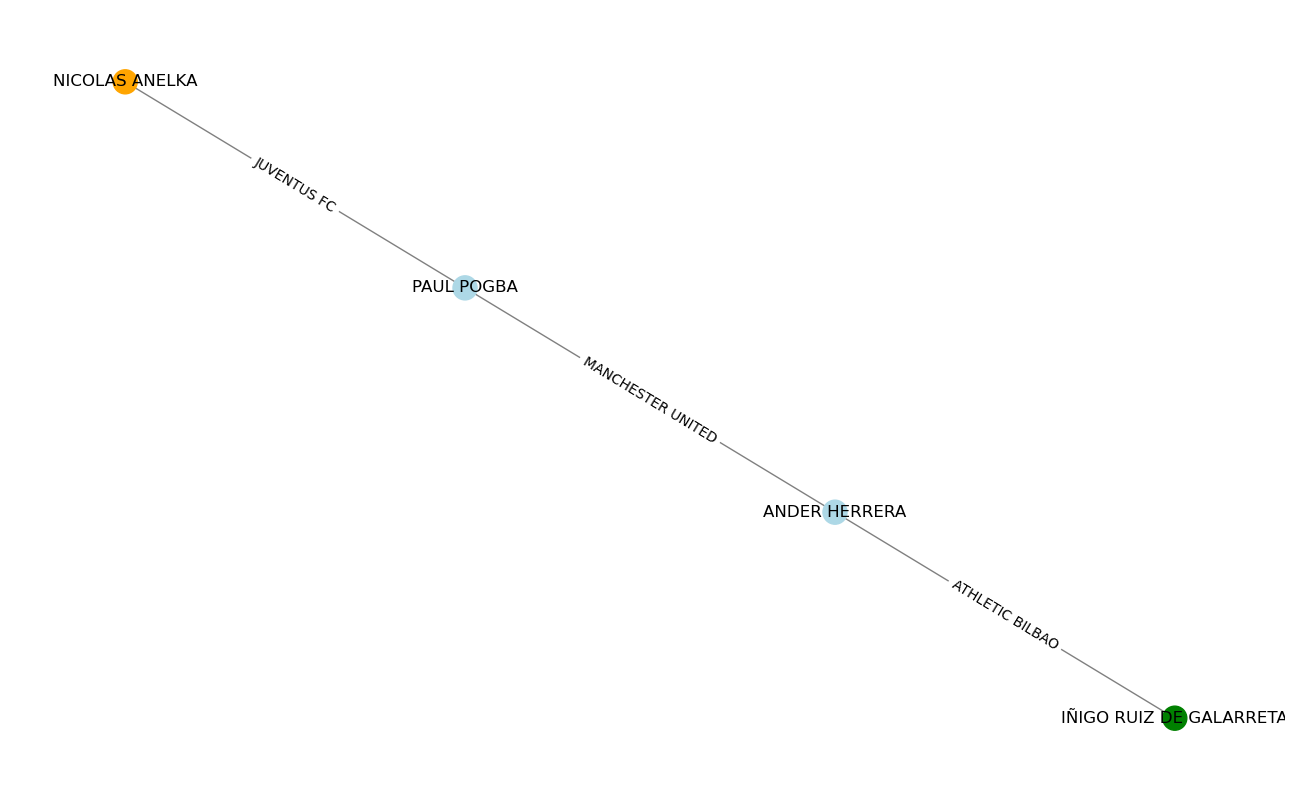 NICOLAS ANELKA
JUVENTUS FC
PAUL POGBA
MANCHESTER UNITED
ANDER HERRERA
ATHLETIC BILBAO
IÑIGO RUIZ DE GALARRETA